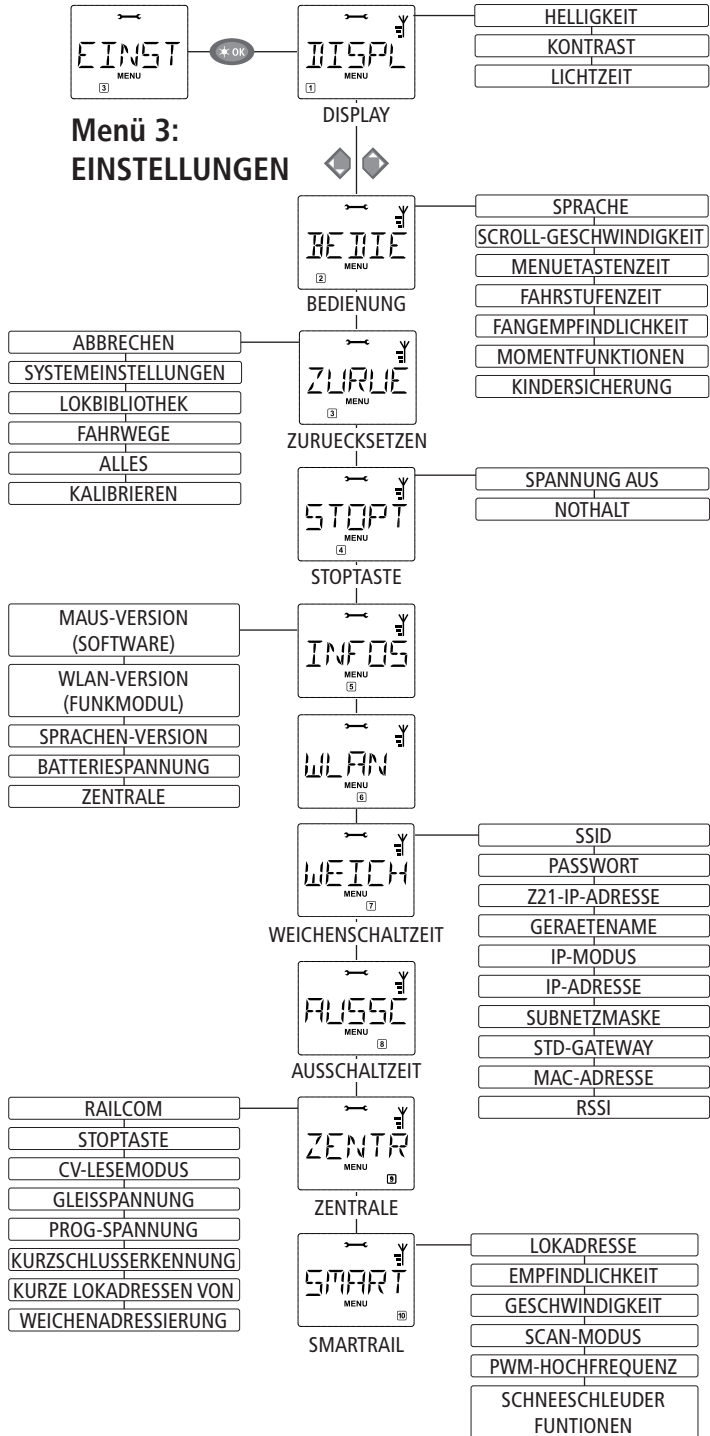 EINST
MENU
3
OK
DISPL
MENU
1
DISPLAY
HELLIGKEIT
KONTRAST
LICHTZEIT
Menü 3:
EINSTELLUNGEN
BEDIE
MENU
2
BEDIENUNG
SPRACHE
SCROLL-GESCHWINDIGKEIT
MENUETASTENZEIT
FAHRSTUFENZEIT
FANGEMPFINDLICHKEIT
MOMENTFUNKTIONEN
KINDERSICHERUNG
ABBRECHEN
SYSTEMEINSTELLUNGEN
LOKBIBLIOTHEK
FAHRWEGE
ALLES
KALIBRIEREN
ZURUE
MENU
3
ZURUECKSETZEN
STOPT
MENU
4
STOPTASTE
SPANNUNG AUS
NOTHALT
MAUS-VERSION
(SOFTWARE)
WLAN-VERSION
(FUNKMODUL)
SPRACHEN-VERSION
BATTERIESPANNUNG
ZENTRALE
INFOS
MENU
5
WLAN
MENU
6
WEICH
MENU
7
WEICHENSCHALTZEIT
SSID
PASSWORT
Z21-IP-ADRESSE
GERAETENAME
IP-MODUS
IP-ADRESSE
SUBNETZMASKE
STD-GATEWAY
MAC-ADRESSE
RSSI
AUSSC
MENU
8
AUSSCHALTZEIT
RAILCOM
STOPTASTE
CV-LESEMODUS
GLEISSPANNUNG
PROG-SPANNUNG
KURZSCHLUSSERKENNUNG
KURZE LOKADRESSEN VON
WEICHENADRESSIERUNG
ZENTR
MENU
9
ZENTRALE
SMART
MENU
10
SMARTRAIL
LOKADRESSE
EMPFINDLICHKEIT
GESCHWINDIGKEIT
SCAN-MODUS
PWM-HOCHFREQUENZ
SCHNEESCHLEUDER
FUNTIONEN